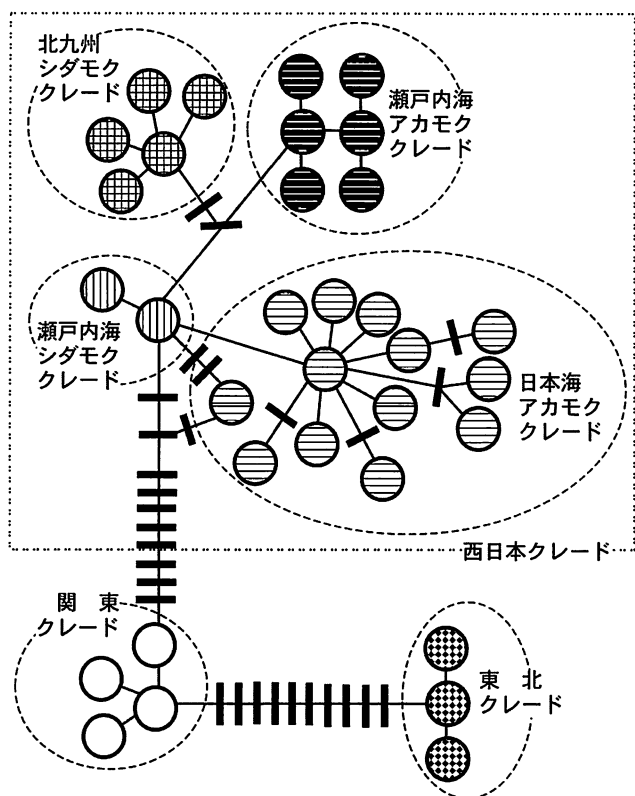 北九州
シダモク
クレード
瀬戸内海
アカモク
クレード
瀬戸内海
シダモク
クレード
日本海
アカモク
クレード
西日本クレード
関　東
クレード
東　北
クレード